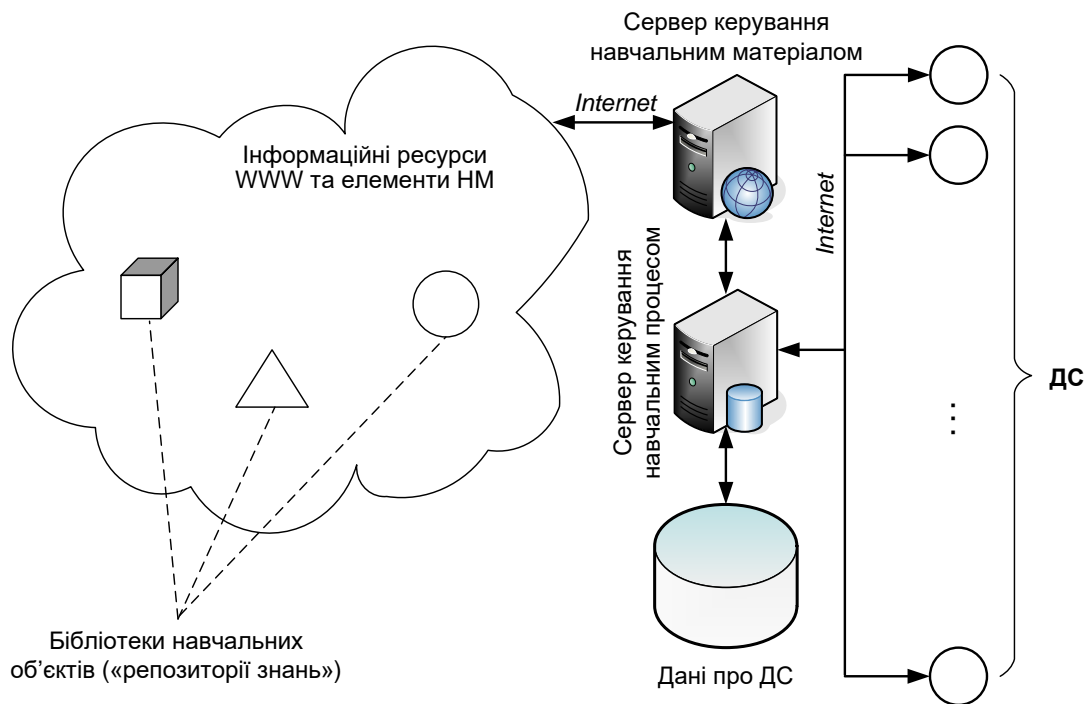 Сервер керування
навчальним матеріалом
Internet
Інформаційні ресурси
WWW та елементи НМ
Internet
Сервер керування
навчальним процесом
ДС
...
Бібліотеки навчальних
об’єктів («репозиторії знань»)
Дані про ДС